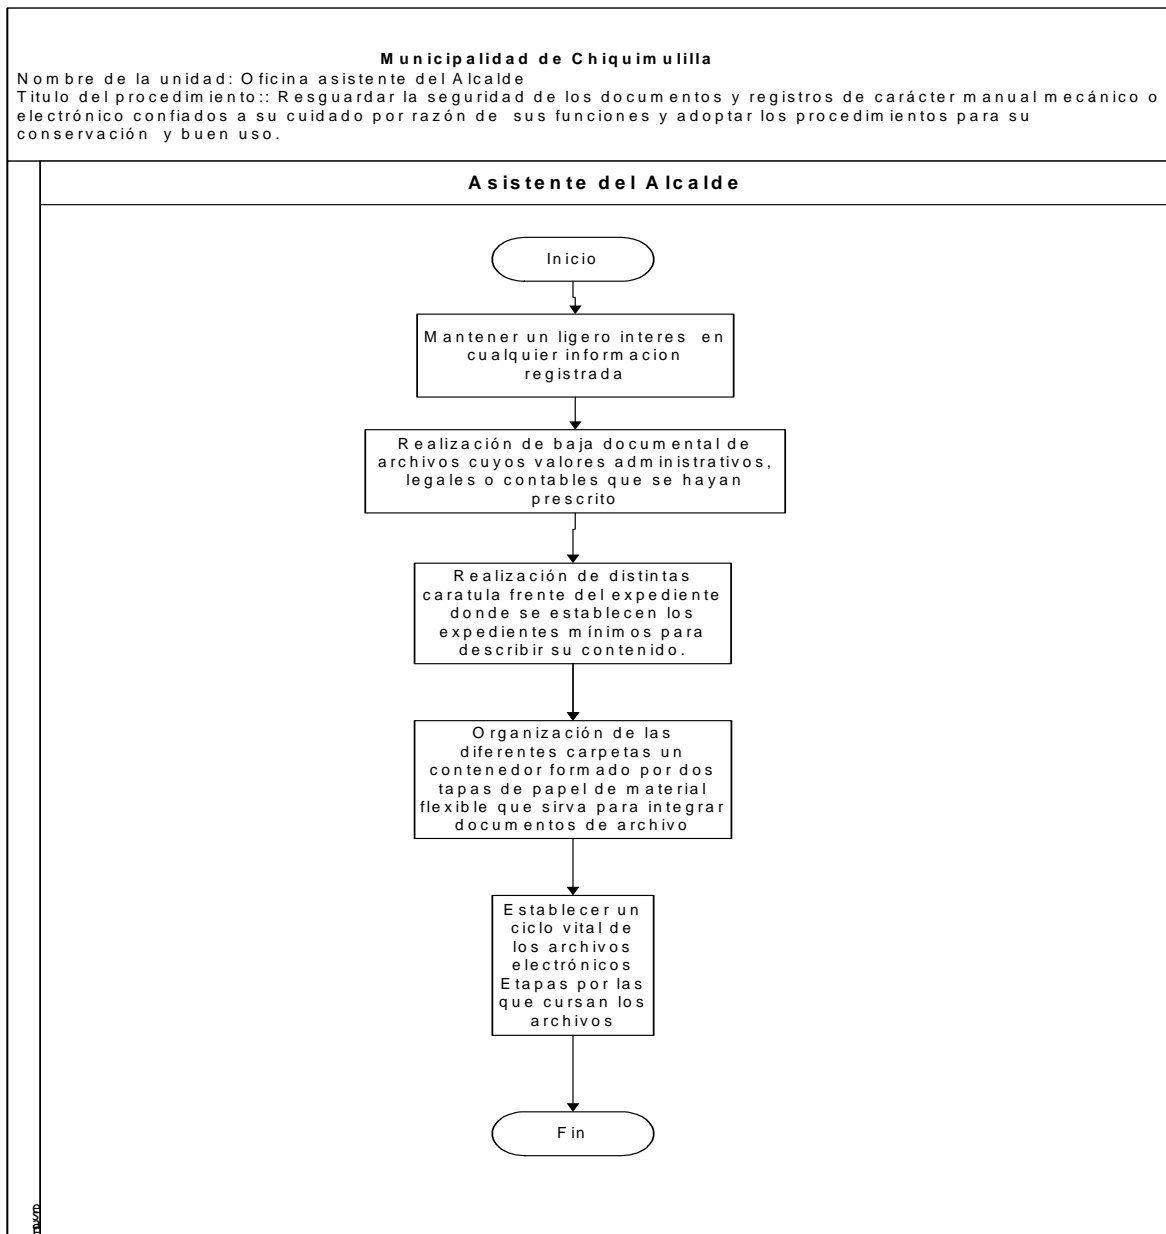 Municipalidad de Chiquimulilla
Nombre de la unidad: Oficina asistente del Alcalde
Titulo del procedimiento:: Resguardar la seguridad de los documentos y registros de carácter manual mecánico o
electrónico confiados a su cuidado por razón de sus funciones y adoptar los procedimientos para su
conservación y buen uso.
Asistente del Alcalde
Inicio
Mantener un ligero interes en
cualquier informacion
registrada
Realización de baja documental de
archivos cuyos valores administrativos,
legales o contables que se hayan
prescrito
Realización de distintas
caratula frente del expediente
donde se establecen los
expedientes mínimos para
describir su contenido.
Organización de las
diferentes carpetas un
contenedor formado por dos
tapas de papel de material
flexible que sirva para integrar
documentos de archivo
Establecer un
ciclo vital de
los archivos
electrónicos
Etapas por las
que cursan los
archivos
Fin